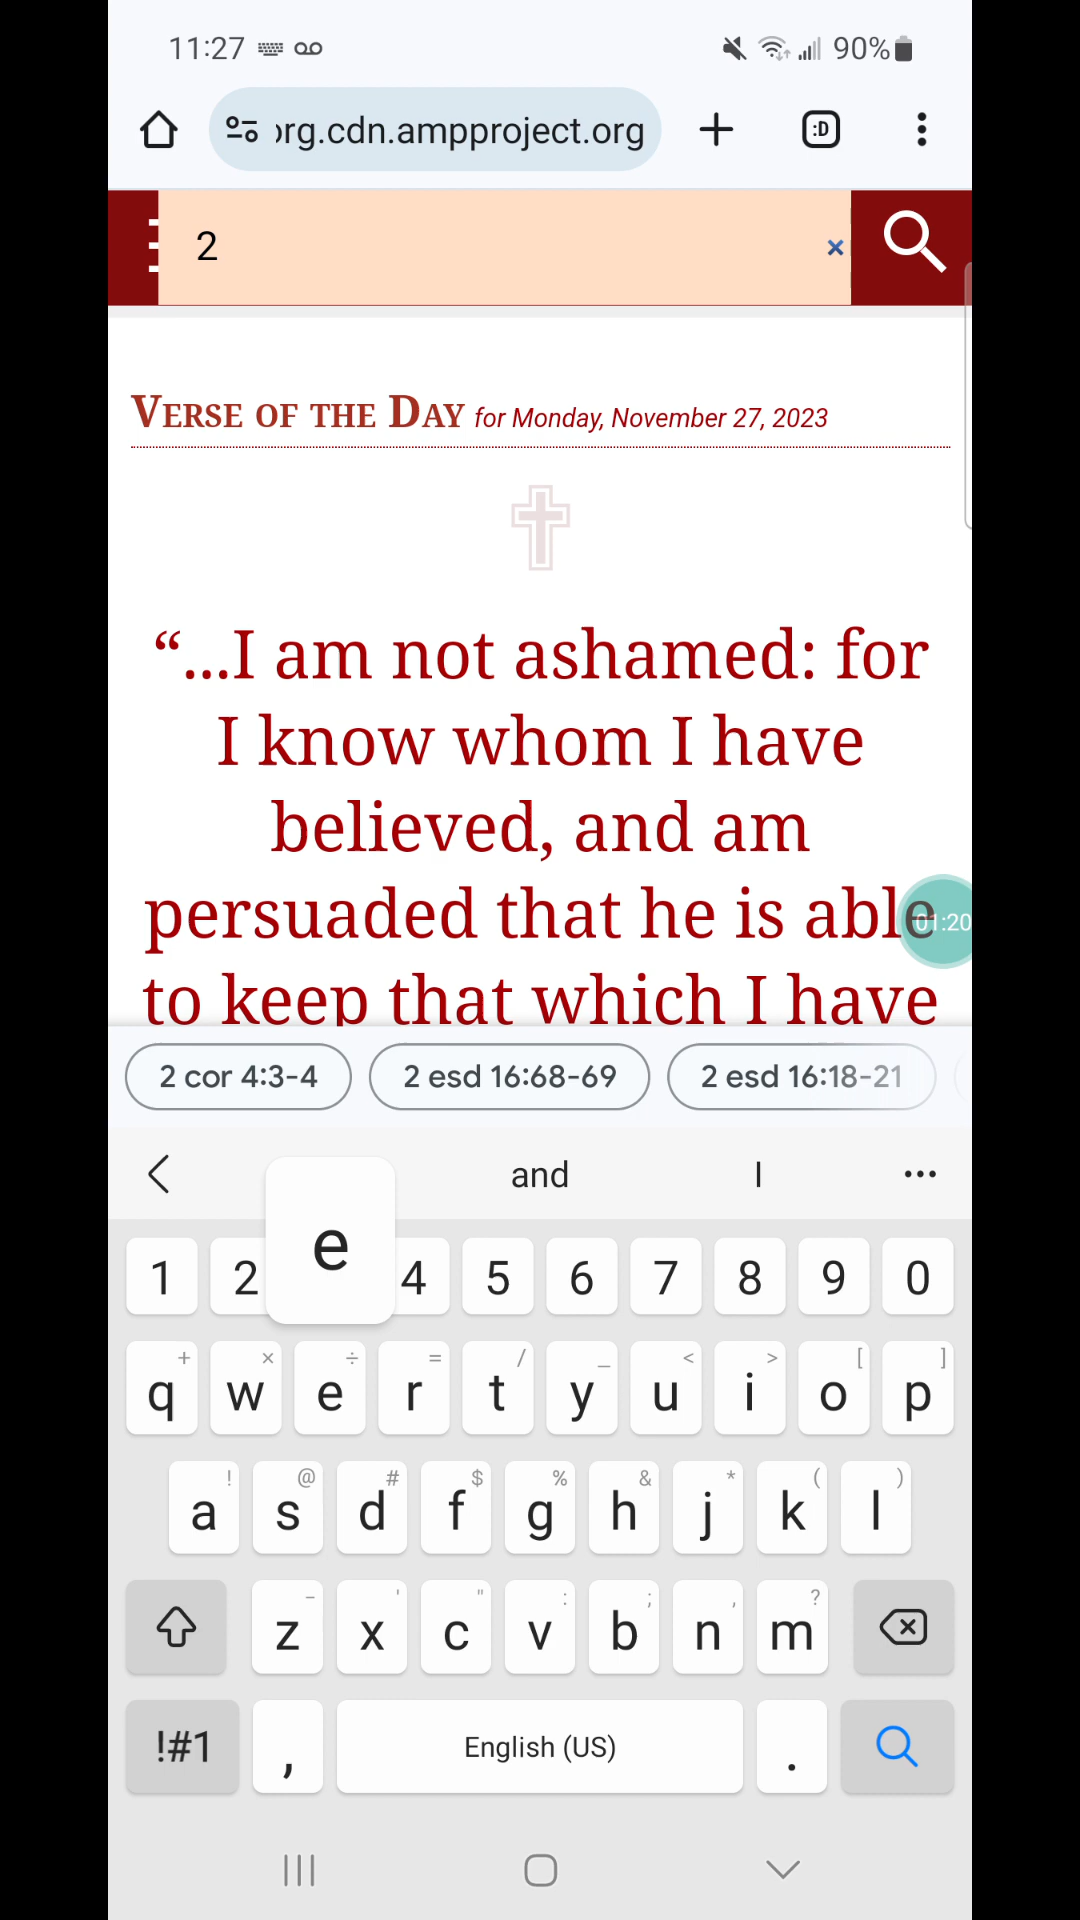 11:27 90%
org.cdn.ampproject.org :D
2 ×
VERSE OF THE DAY for Monday, November 27, 2023
“...I am not ashamed: for
I know whom I have
believed, and am
persuaded that he is able
01:20
to keep that which I have
2 cor 4:3-4 2 esd 16:68-69 2 esd 16:18-21
and I ...
e
1 2 4 5 6 7 8 9 0
+ × ÷ = / _ < > [ ]
q w e r t y u i o p
! @ # $ % & * ( )
a s d f g h j k l
- ' " : ; , ?
z x c v b n m
!#1 , English (US) .